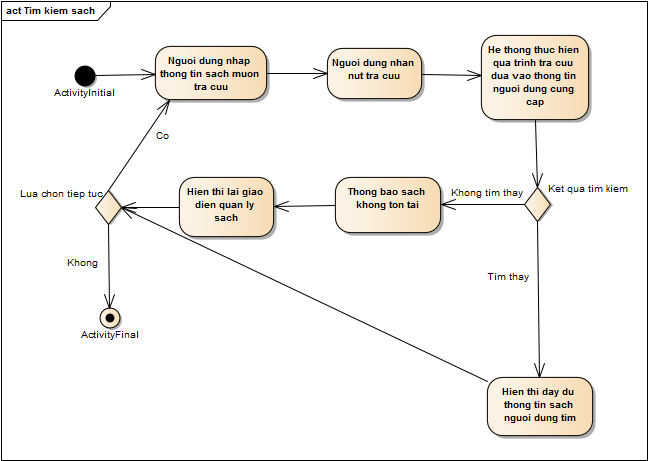 act Tim kiem sach
ActivityInitial
Nguoi dung nhap
thong tin sach muon
tra cuu
Nguoi dung nhan
nut tra cuu
He thong thuc hien
qua trinh tra cuu
dua vao thong tin
nguoi dung cung
cap
Co
Lua chon tiep tuc
Hien thi lai giao
dien quan ly
sach
Thong bao sach
khong ton tai
Khong tim thay
Ket qua tim kiem
Khong
Tim thay
ActivityFinal
Hien thi day du
thong tin sach
nguoi dung tim